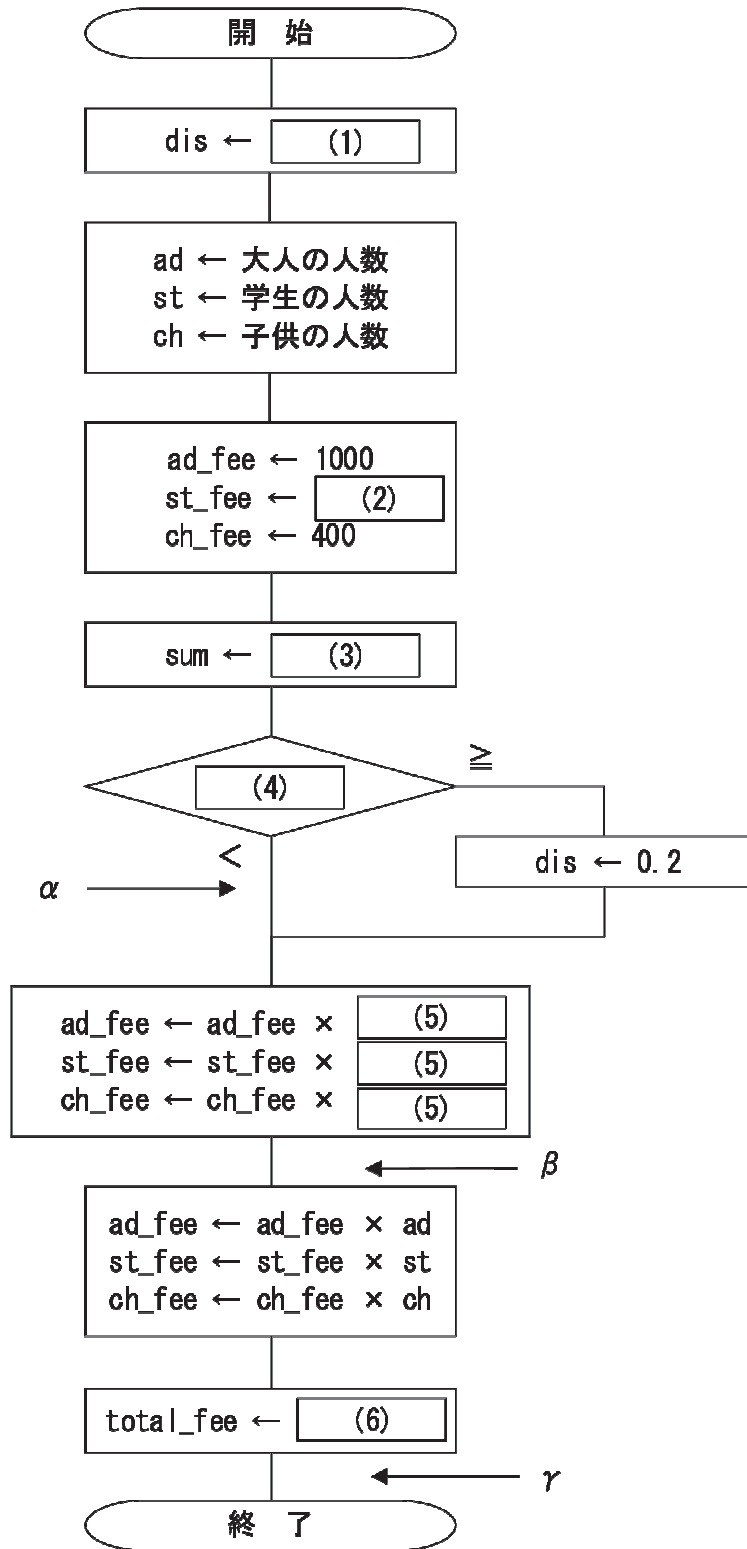 開 始
dis ← (1)
ad ← 大人の人数
st ← 学生の人数
ch ← 子供の人数
ad_fee ← 1000
st_fee ← (2)
ch_fee ← 400
sum ← (3)
(4)
≧
<
dis ← 0.2
α
ad_fee ← ad_fee × (5)
st_fee ← st_fee × (5)
ch_fee ← ch_fee × (5)
β
ad_fee ← ad_fee × ad
st_fee ← st_fee × st
ch_fee ← ch_fee × ch
total_fee ← (6)
γ
終 了